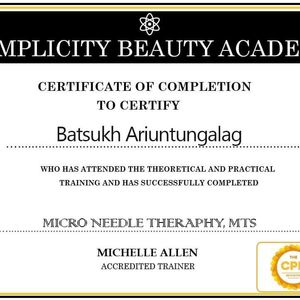 MPLICITY BEAUTY ACADE
CERTIFICATE OF COMPLETION
TO CERTIFY
Batsukh Ariuntungalag
WHO HAS ATTENDED THE THEORETICAL AND PRACTICAL
TRAINING AND HAS SUCCESSFULLY COMPLETED
MICRO NEEDLE THERAPHY, MTS
MICHELLE ALLEN
ACCREDITED TRAINER
THE
CPD